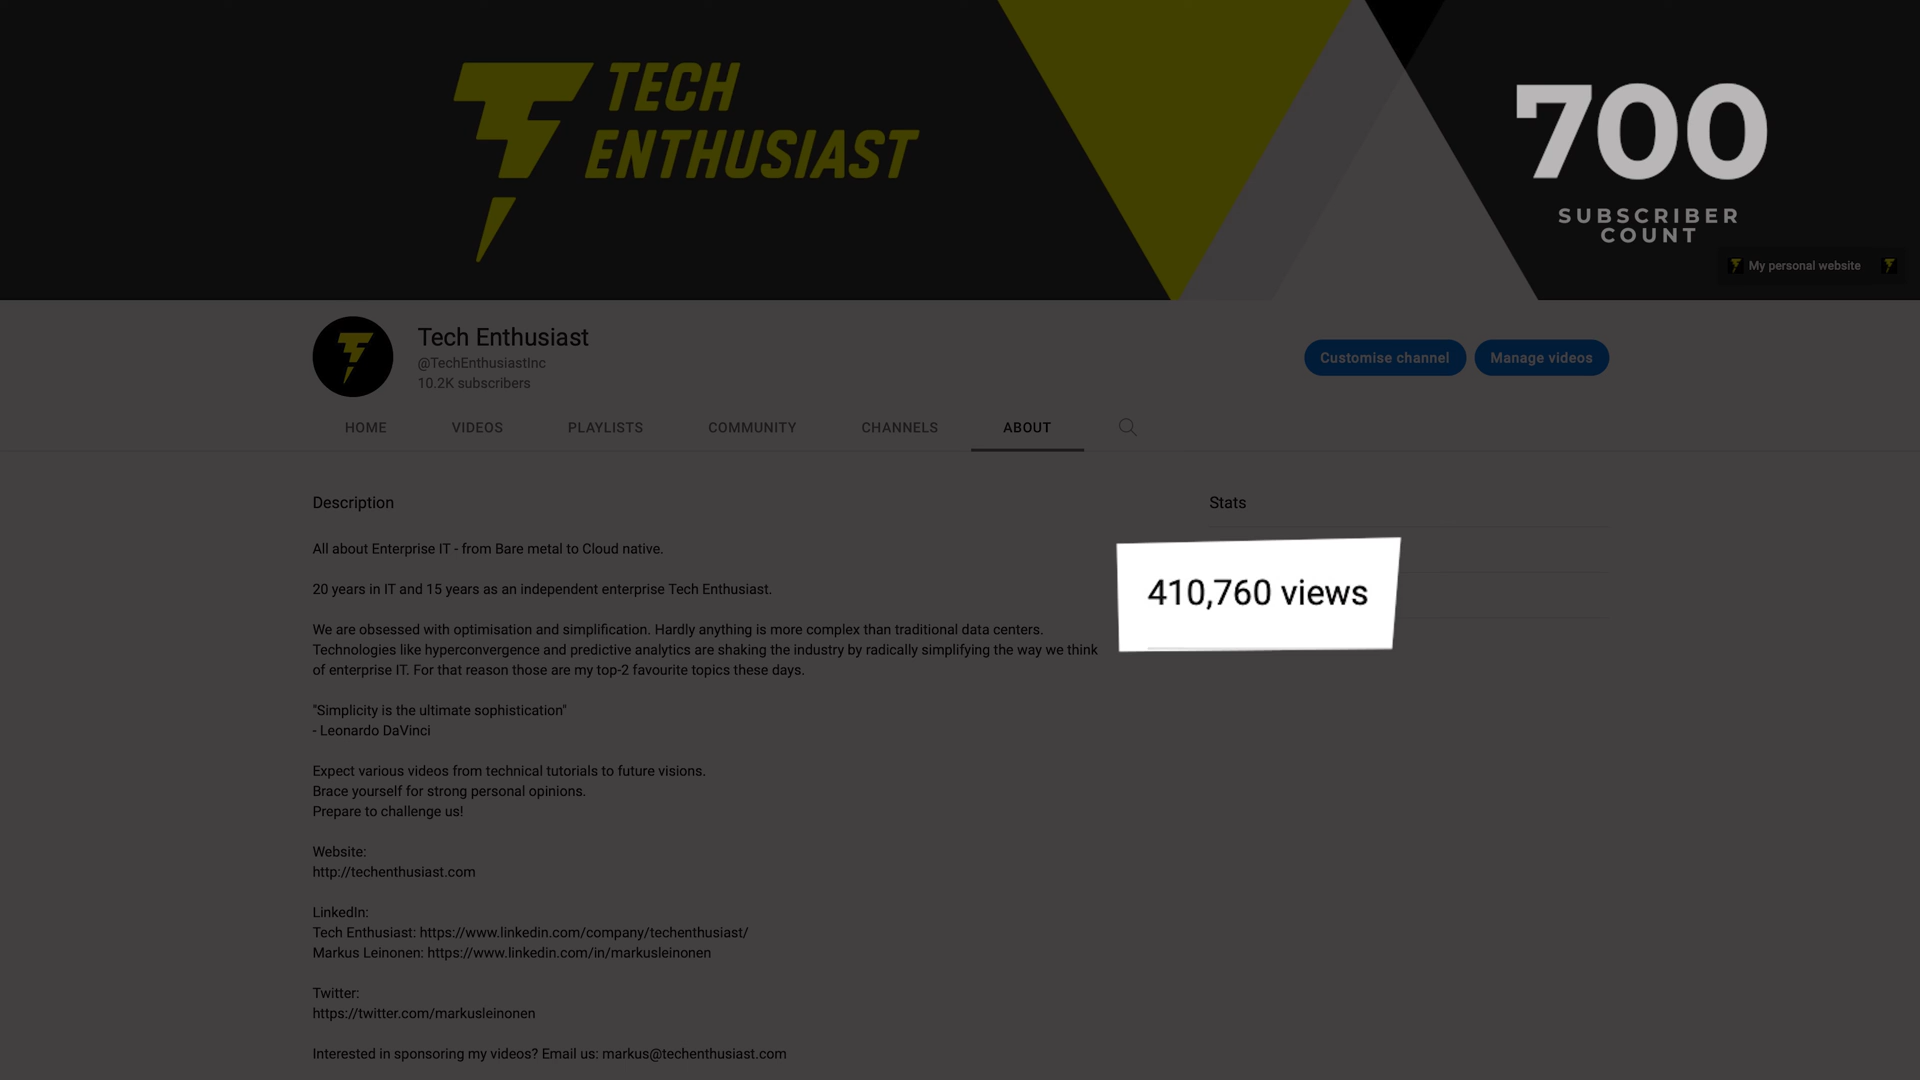 TECH
ENTHUSIAST
700
SUBSCRIBER
COUNT
My personal website
Tech Enthusiast
@TechEnthusiastInc
10.2K subscribers
Customise channel
Manage videos
HOME
VIDEOS
PLAYLISTS
COMMUNITY
CHANNELS
ABOUT
Description
All about Enterprise IT - from Bare metal to Cloud native.
20 years in IT and 15 years as an independent enterprise Tech Enthusiast.
We are obsessed with optimisation and simplification. Hardly anything is more complex than traditional data centers.
Technologies like hyperconvergence and predictive analytics are shaking the industry by radically simplifying the way we think
of enterprise IT. For that reason those are my top-2 favourite topics these days.
"Simplicity is the ultimate sophistication"
- Leonardo DaVinci
Expect various videos from technical tutorials to future visions.
Brace yourself for strong personal opinions.
Prepare to challenge us!
Website:
http://techenthusiast.com
LinkedIn:
Tech Enthusiast: https://www.linkedin.com/company/techenthusiast/
Markus Leinonen: https://www.linkedin.com/in/markusleinonen
Twitter:
https://twitter.com/markusleinonen
Interested in sponsoring my videos? Email us: markus@techenthusiast.com
Stats
410,760 views